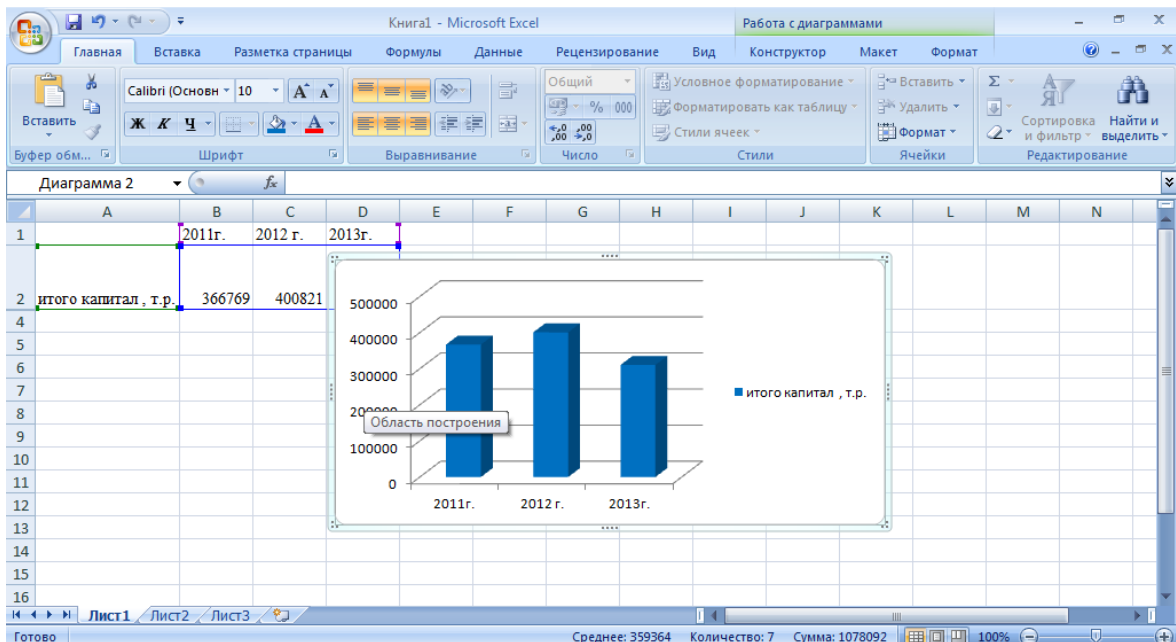 Книга1 - Microsoft Excel
Работа с диаграммами
Главная Вставка Разметка страницы Формулы Данные Рецензирование Вид Конструктор Макет Формат
Вставить
Calibri (Основн 10
Ж К Ч
Общий
% 000
Условное форматирование
Форматировать как таблицу
Стили ячеек
Вставить
Удалить
Формат
Σ
Сортировка и фильтр
Найти и выделить
Буфер обм... Шрифт Выравнивание Число Стили Ячейки Редактирование
Диаграмма 2 fx
A B C D E F G H I J K L M N
1 2011г. 2012 г. 2013г.
2 итого капитал , т.р. 366769 400821
4
5
6
7
8
9
10
11
12
13
14
15
16
500000
400000
300000
200000
100000
0
Область построения
2011г. 2012 г. 2013г.
итого капитал , т.р.
Лист1 Лист2 Лист3
Готово Среднее: 359364 Количество: 7 Сумма: 1078092 100%